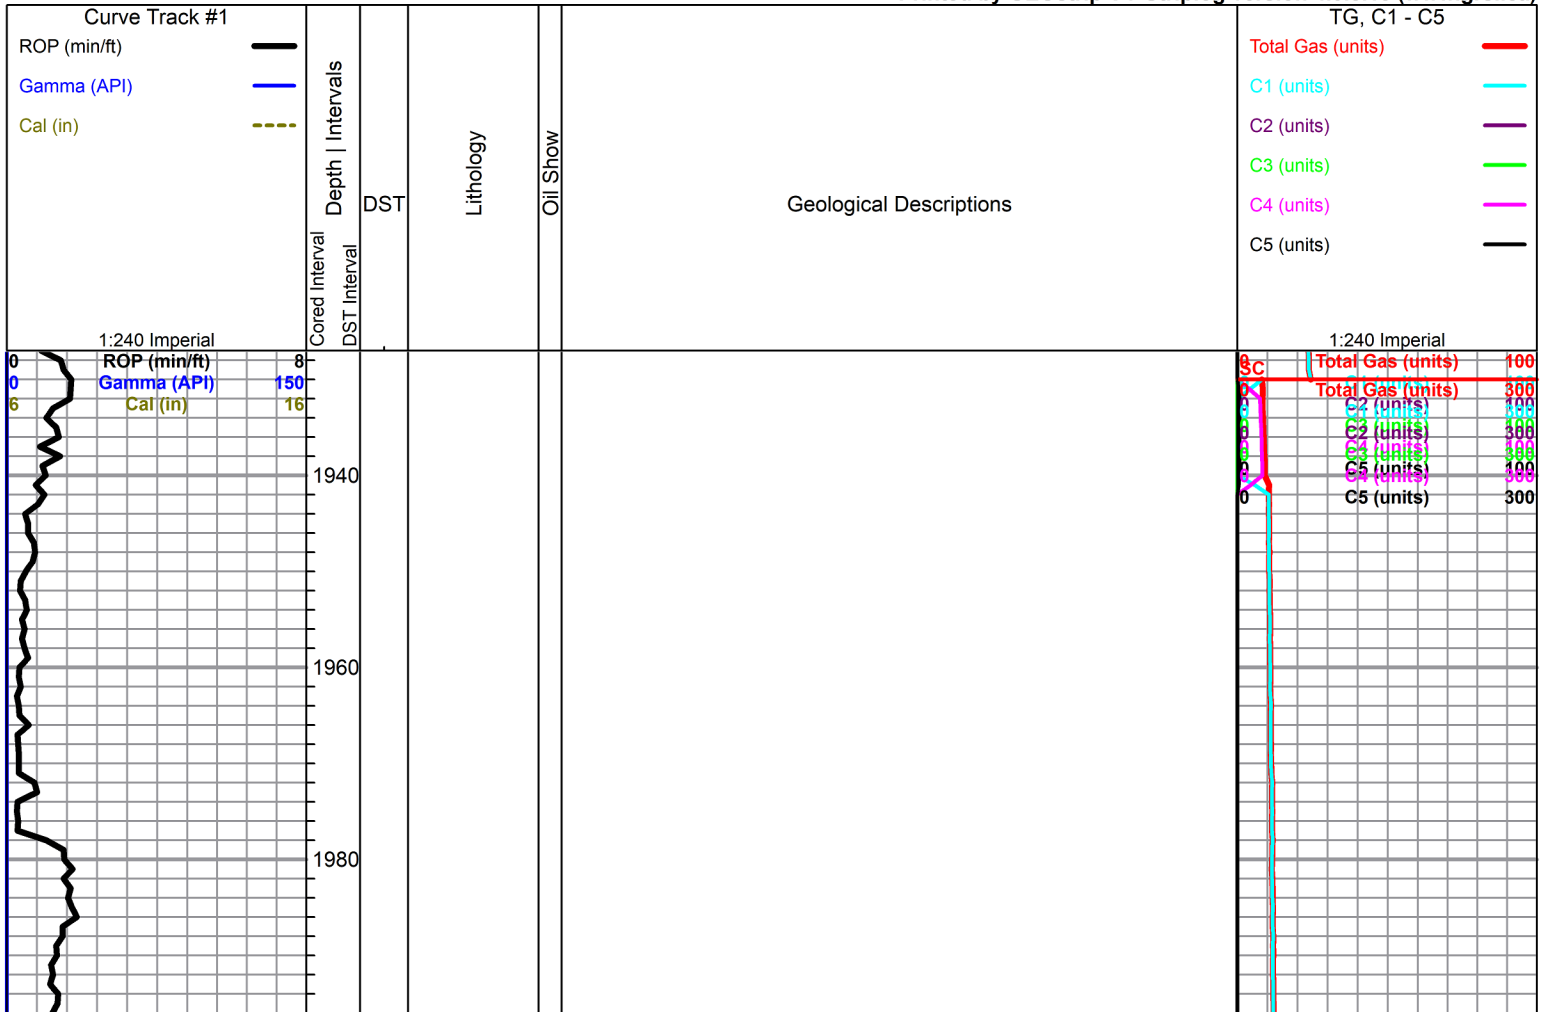 Curve Track #1
ROP (min/ft)
Gamma (API)
Cal (in)
1:240 Imperial
Depth | Intervals
Cored Interval
DST Interval
DST
Lithology
Oil Show
Geological Descriptions
TG, C1 - C5
Total Gas (units)
C1 (units)
C2 (units)
C3 (units)
C4 (units)
C5 (units)
1:240 Imperial
0 ROP (min/ft) 8
0 Gamma (API) 150
6 Cal (in) 16
1940
1960
1980
0 Total Gas (units) 100
SC
0 Total Gas (units) 300
C2 (units) 100
C2 (units) 300
0 C5 (units) 100
C4 (units) 300
0 C5 (units) 300